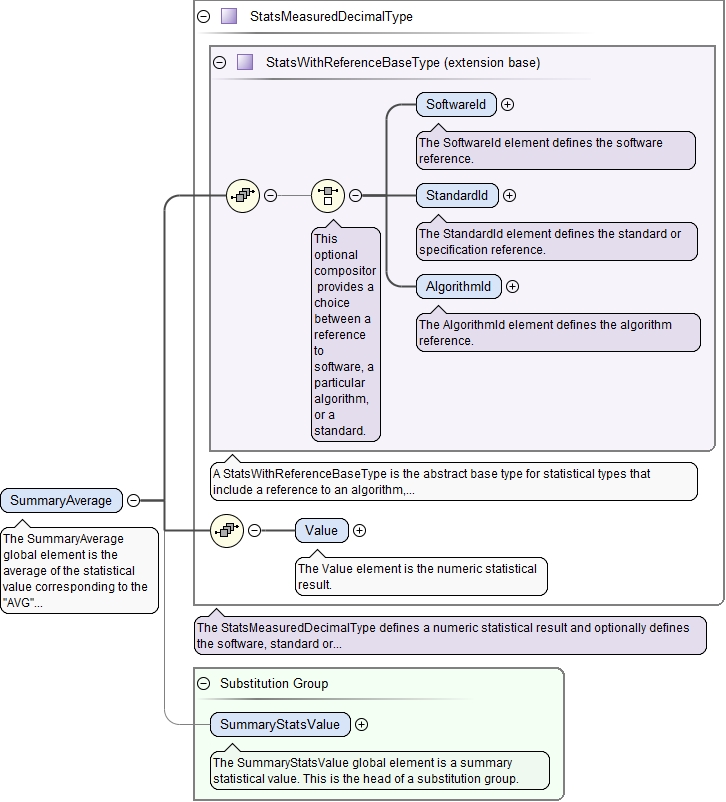 StatsMeasuredDecimalType
StatsWithReferenceBaseType (extension base)
SoftwareId
The SoftwareId element defines the software
reference.
StandardId
The StandardId element defines the standard or
specification reference.
AlgorithmId
The AlgorithmId element defines the algorithm
reference.
This
optional
compositor
provides a
choice
between a
reference
to
software, a
particular
algorithm,
or a
standard.
A StatsWithReferenceBaseType is the abstract base type for statistical types that
include a reference to an algorithm,...
SummaryAverage
The SummaryAverage
global element is the
average of the statistical
value corresponding to the
"AVG"...
Value
The Value element is the numeric statistical
result.
The StatsMeasuredDecimalType defines a numeric statistical result and optionally defines
the software, standard or...
Substitution Group
SummaryStatsValue
The SummaryStatsValue global element is a summary
statistical value. This is the head of a substitution group.